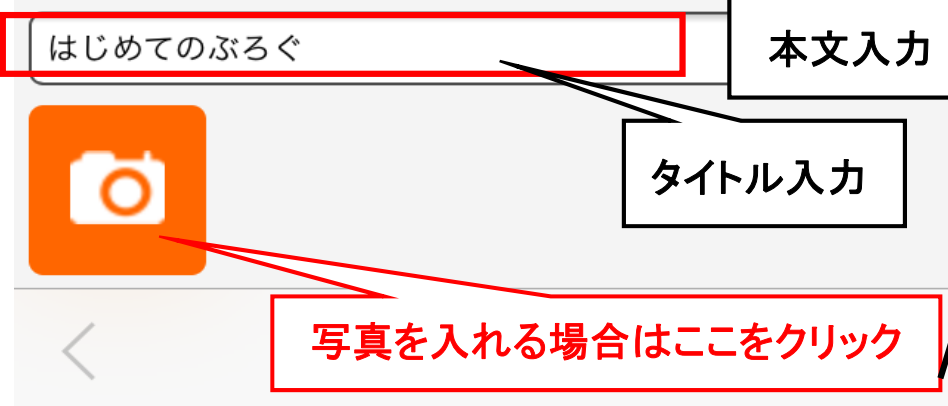 本文入力
はじめてのぶろぐ
タイトル入力
写真を入れる場合はここをクリック